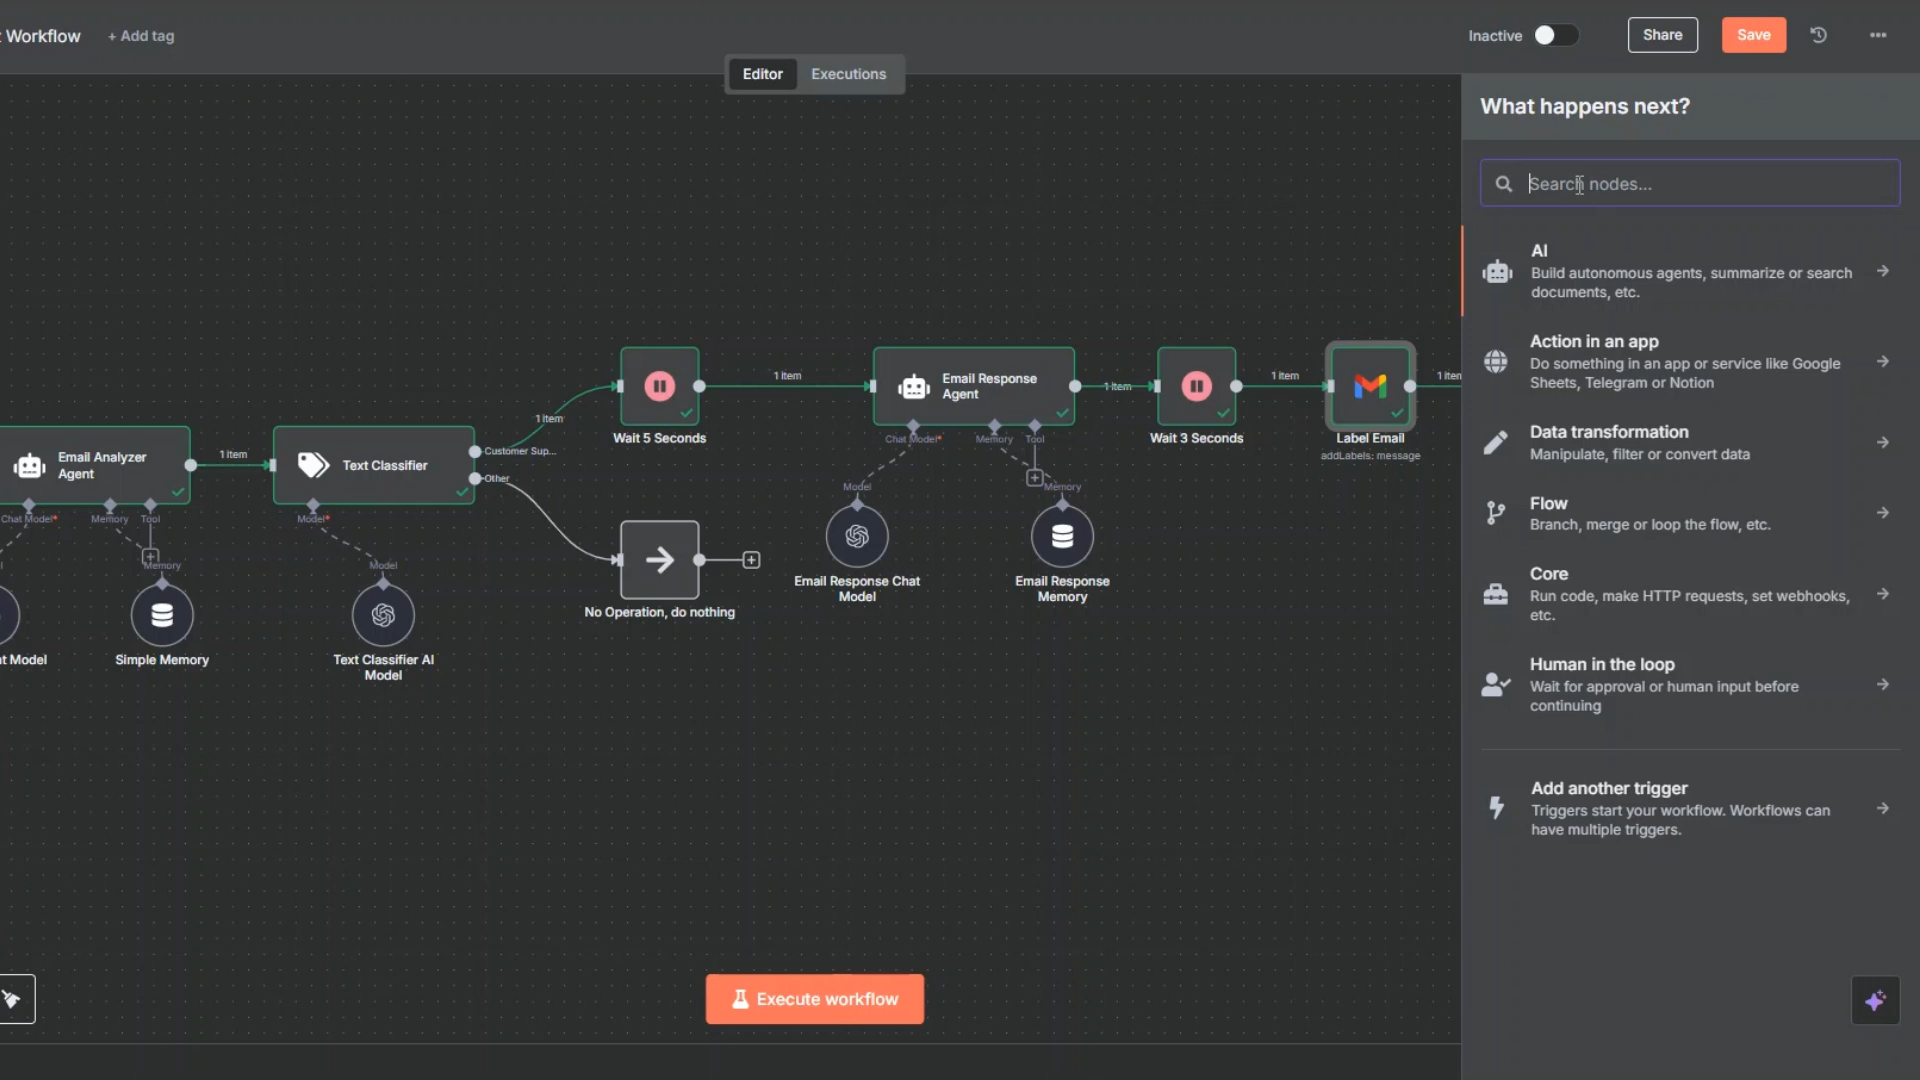 Workflow
+ Add tag
Inactive
Share
Save
Editor
Executions
What happens next?
Search nodes...
AI
Build autonomous agents, summarize or search
documents, etc.
Action in an app
Do something in an app or service like Google
Sheets, Telegram or Notion
Data transformation
Manipulate, filter or convert data
Flow
Branch, merge or loop the flow, etc.
Core
Run code, make HTTP requests, set webhooks,
etc.
Human in the loop
Wait for approval or human input before
continuing
Add another trigger
Triggers start your workflow. Workflows can
have multiple triggers.
Email Analyzer
Agent
Chat Model*
Memory
Tool
Memory
Simple Memory
1 item
Text Classifier
Model*
Model
Text Classifier AI
Model
Customer Sup...
Other
1 item
Wait 5 Seconds
1 item
No Operation, do nothing
Email Response
Agent
Chat Model*
Memory
Tool
Model
Memory
Email Response Chat
Model
Email Response
Memory
1 item
Wait 3 Seconds
1 item
Label Email
addLabels: message
Execute workflow